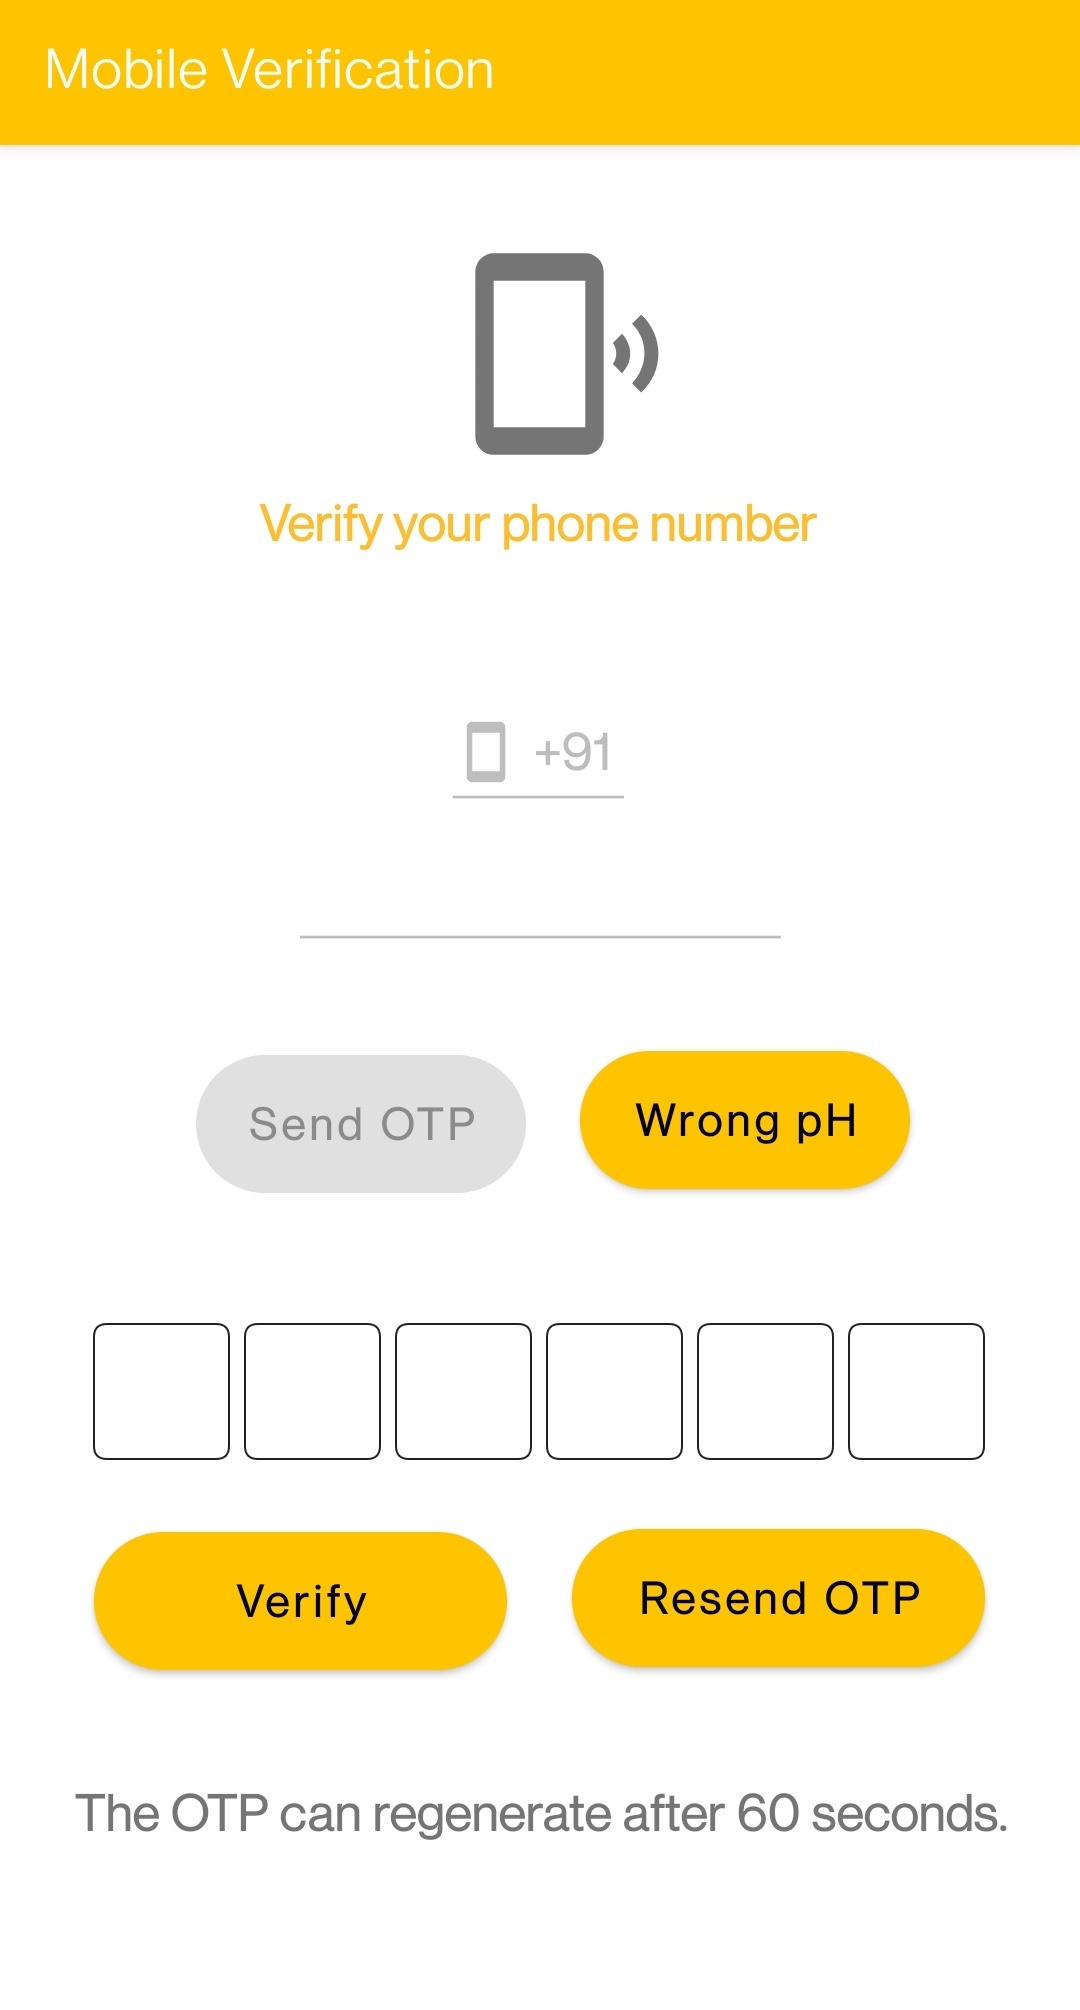 Mobile Verification
Verify your phone number
+91
Send OTP
Wrong pH
Verify
Resend OTP
The OTP can regenerate after 60 seconds.